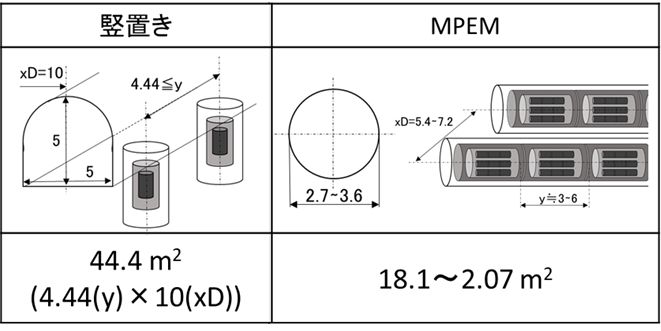 竪置き
MPEM
xD=10
4.44≦y
5
5
xD=5.4~7.2
2.7~3.6
y≒3~6
44.4 m²
(4.44(y)×10(xD))
18.1～2.07 m²